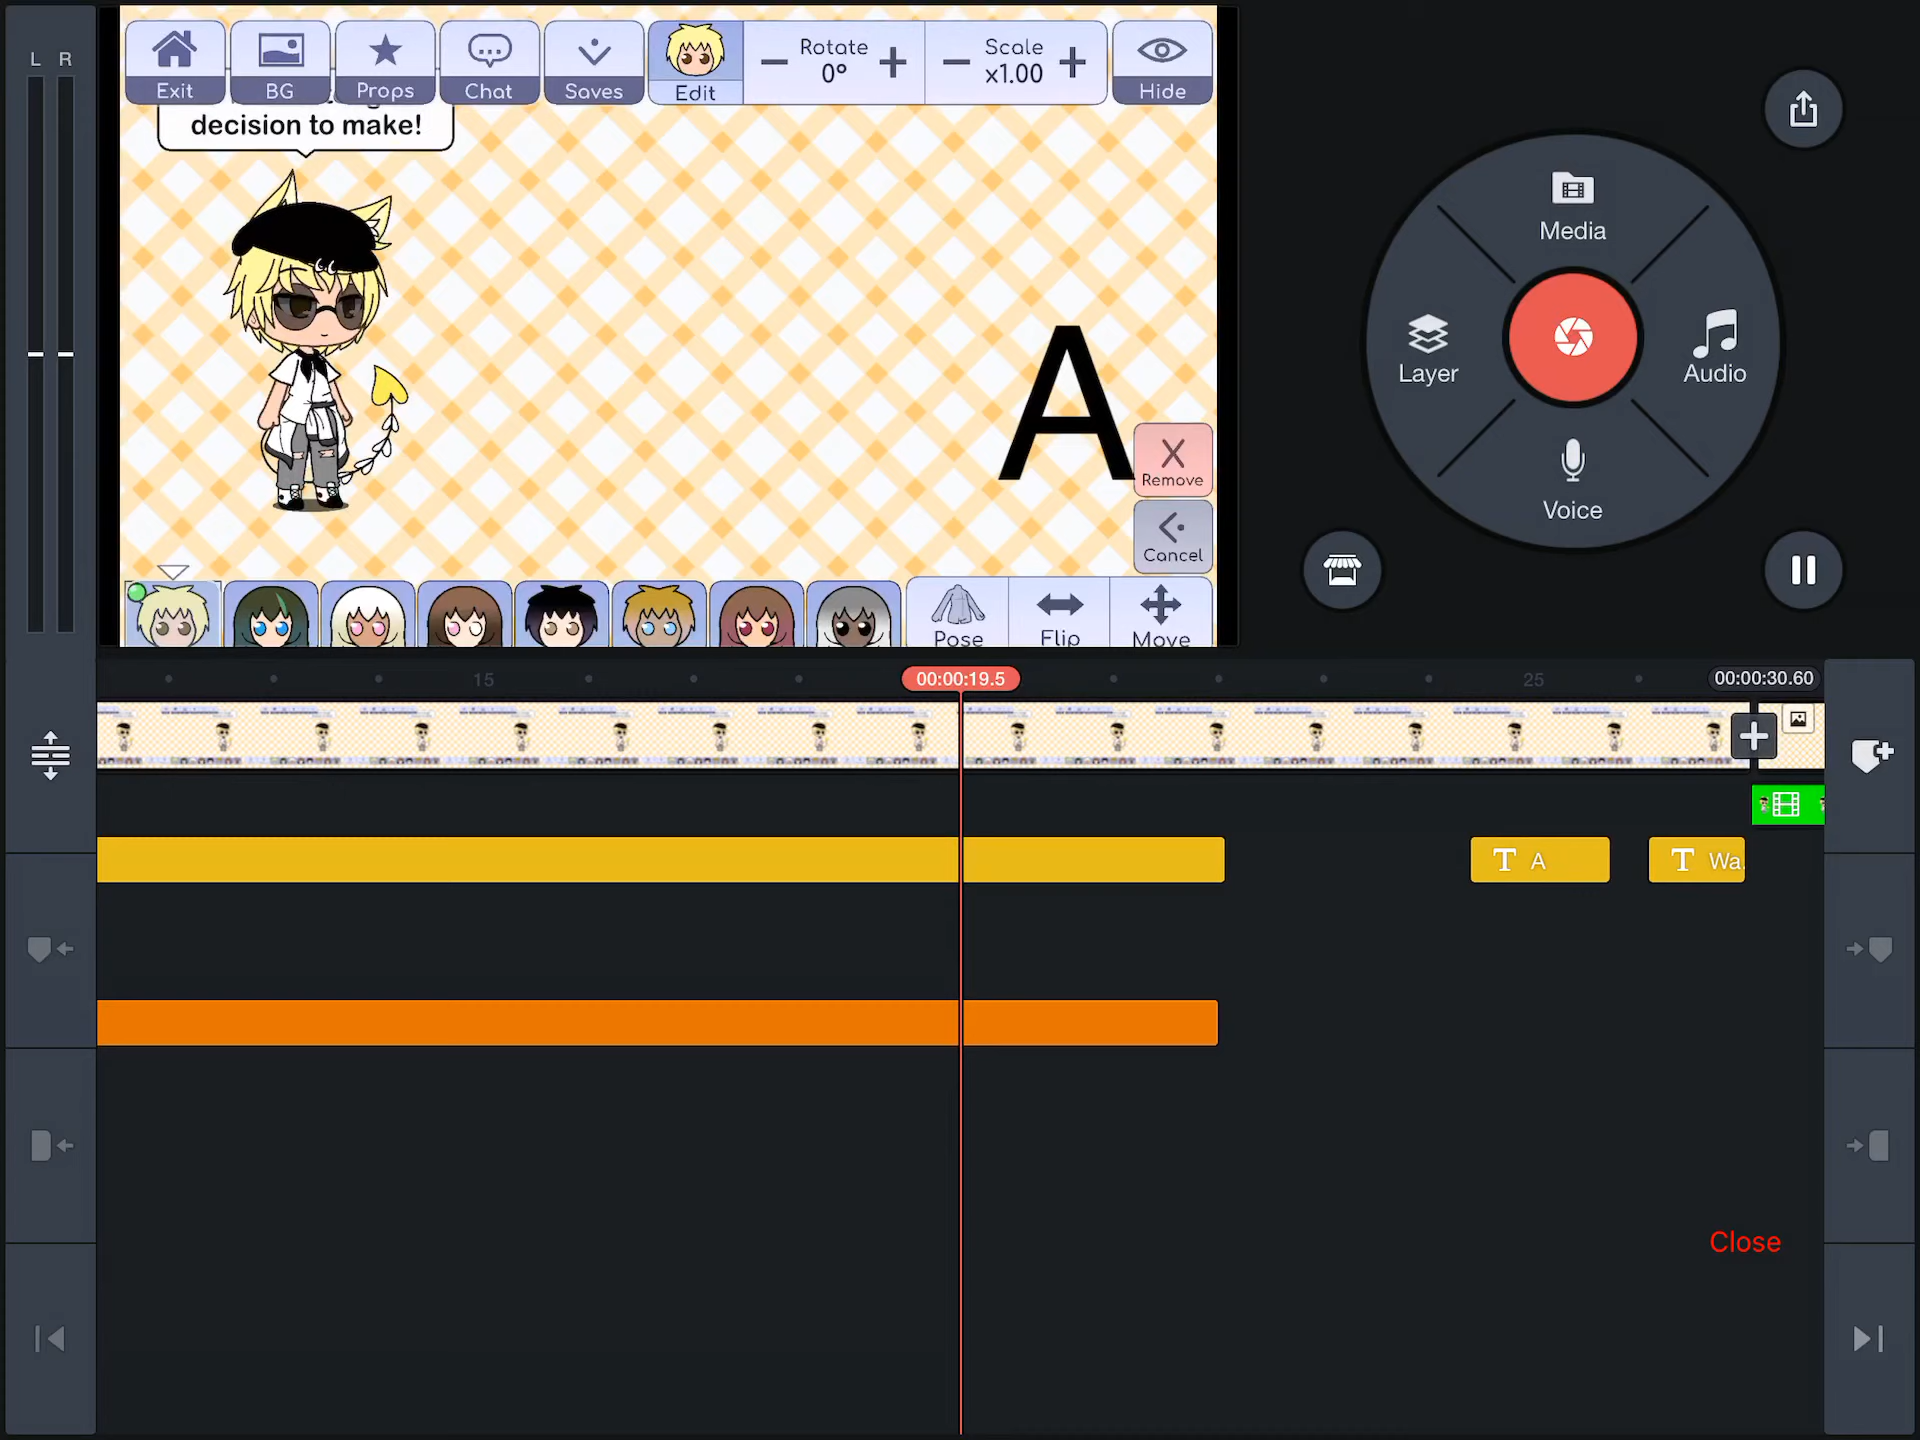 L R
Exit
BG
Props
Chat
Saves
Edit
Rotate
0°
Scale
x1.00
Hide
decision to make!
A
Remove
Cancel
Pose
Flip
Move
Media
Layer
Audio
Voice
15
00:00:19.5
25
00:00:30.60
T A
T Wa
Close